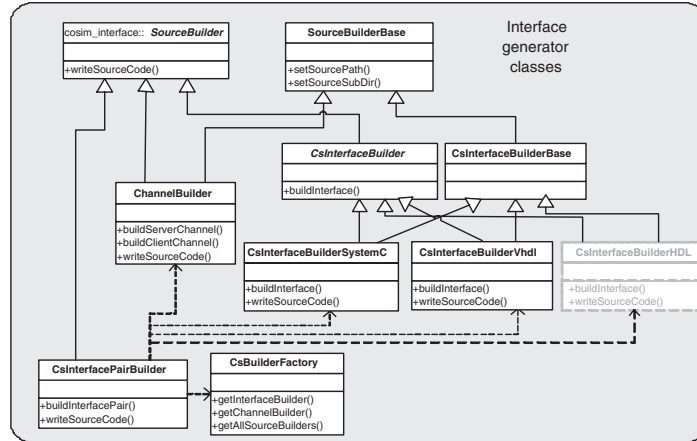 cosim_interface:: SourceBuilder
+writeSourceCode()
SourceBuilderBase
+setSourcePath()
+setSourceSubDir()
Interface
generator
classes
CsInterfaceBuilder
+buildInterface()
CsInterfaceBuilderBase
ChannelBuilder
+buildServerChannel()
+buildClientChannel()
+writeSourceCode()
CsInterfaceBuilderSystemC
+buildInterface()
+writeSourceCode()
CsInterfaceBuilderVhdl
+buildInterface()
+writeSourceCode()
CsInterfaceBuilderHDL
+buildInterface()
+writeSourceCode()
CsInterfacePairBuilder
+buildInterfacePair()
+writeSourceCode()
CsBuilderFactory
+getInterfaceBuilder()
+getChannelBuilder()
+getAllSourceBuilders()